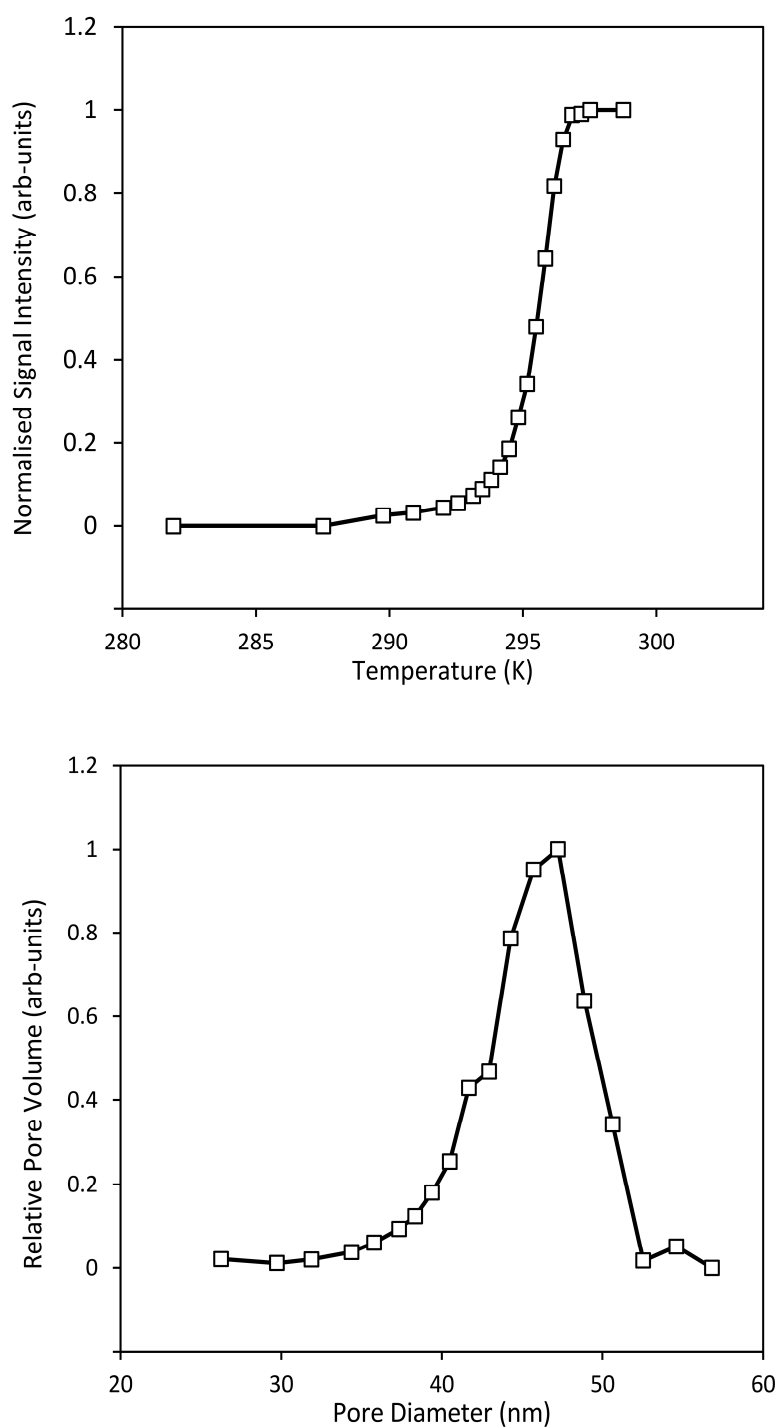 1.2
1
0.8
0.6
0.4
0.2
0
Normalised Signal Intensity (arb-units)
280 285 290 295 300
Temperature (K)
1.2
1
0.8
0.6
0.4
0.2
0
Relative Pore Volume (arb-units)
20 30 40 50 60
Pore Diameter (nm)